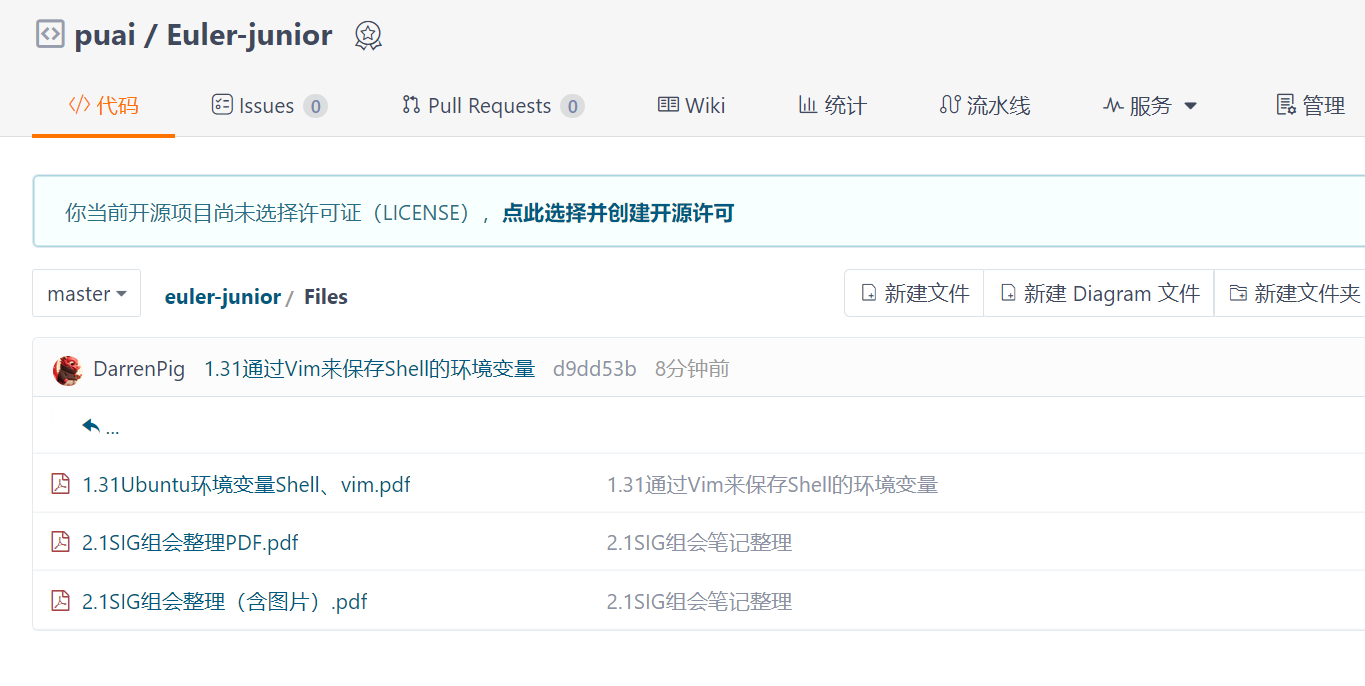 puai / Euler-junior
代码 Issues 0 Pull Requests 0 Wiki 统计 流水线 服务 管理
你当前开源项目尚未选择许可证（LICENSE），点此选择并创建开源许可
master euler-junior / Files 新建文件 新建 Diagram 文件 新建文件夹
DarrenPig 1.31通过Vim来保存Shell的环境变量 d9dd53b 8分钟前
...
1.31Ubuntu环境变量Shell、vim.pdf 1.31通过Vim来保存Shell的环境变量
2.1SIG组会整理PDF.pdf 2.1SIG组会笔记整理
2.1SIG组会整理（含图片）.pdf 2.1SIG组会笔记整理